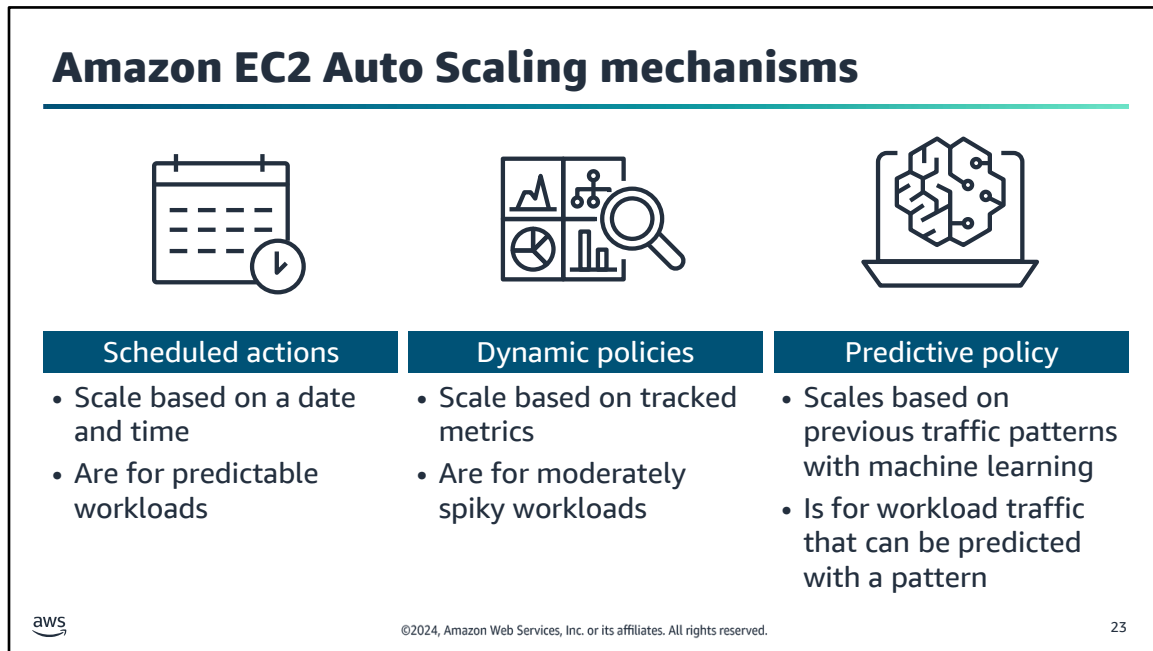 Amazon EC2 Auto Scaling mechanisms
Scheduled actions
• Scale based on a date
and time
• Are for predictable
workloads
Dynamic policies
• Scale based on tracked
metrics
• Are for moderately
spiky workloads
Predictive policy
• Scales based on
previous traffic patterns
with machine learning
• Is for workload traffic
that can be predicted
with a pattern
aws
©2024, Amazon Web Services, Inc. or its affiliates. All rights reserved.
23